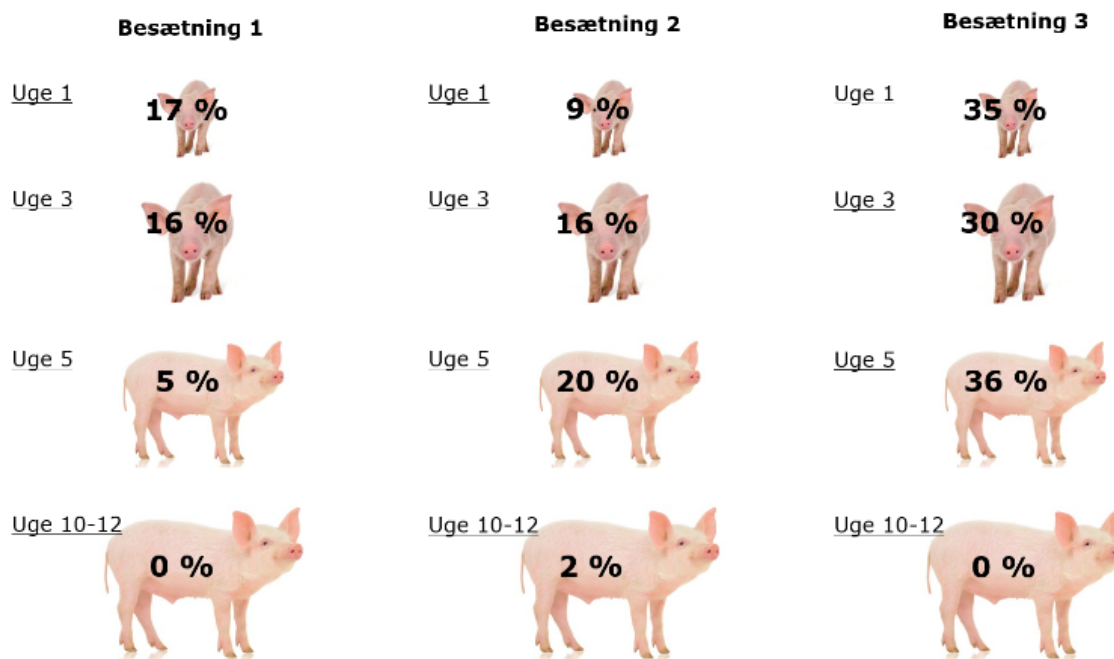 Besætning 1 Besætning 2 Besætning 3
Uge 1 17 % Uge 1 9 % Uge 1 35 %
Uge 3 16 % Uge 3 16 % Uge 3 30 %
Uge 5 5 % Uge 5 20 % Uge 5 36 %
Uge 10-12 0 % Uge 10-12 2 % Uge 10-12 0 %